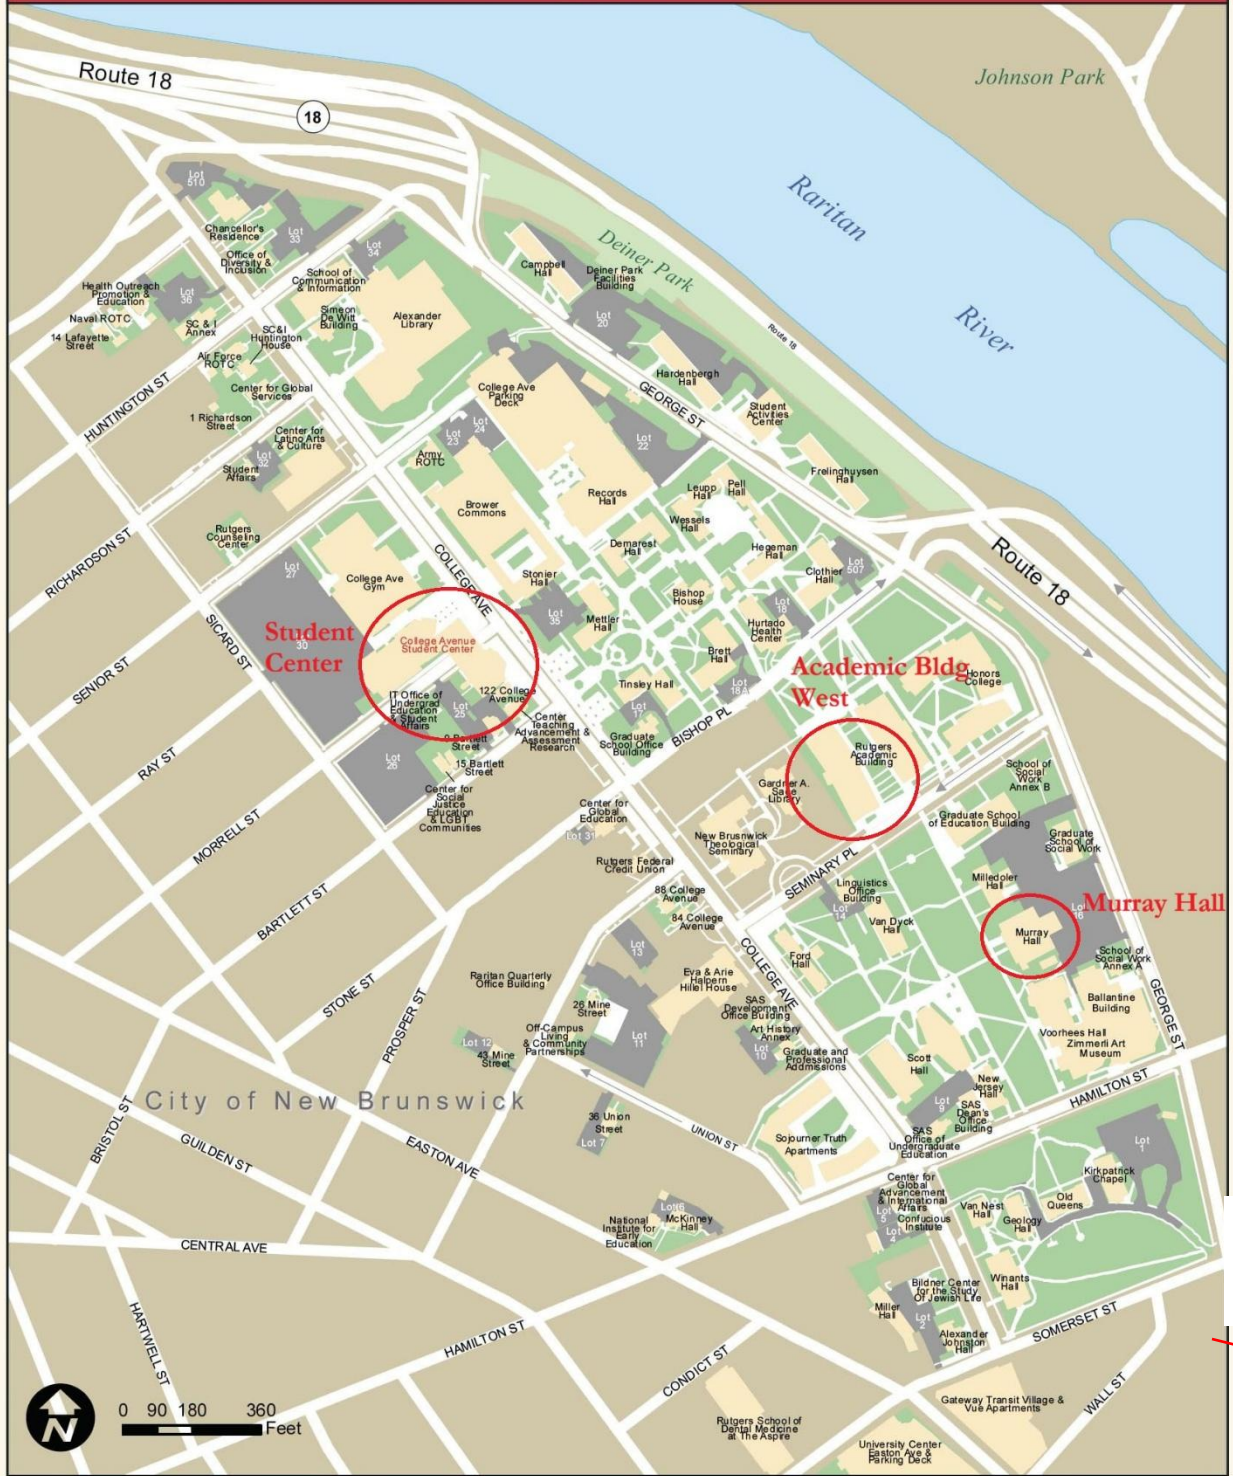 Route 18
18
Johnson Park
Raritan
River
Deiner Park
Route 18
Lot
510
Chancellor's
Residence
Lot
33
Office of
Diversity &
Inclusion
Lot
34
School of
Communication
& Information
Health Outreach
Promotion &
Education
Lot
36
Naval ROTC
14 Lafayette
Street
SC & I
Annex
SC&I
Huntington
House
Simeon
De Witt
Building
Alexander
Library
Air Force
ROTC
Center for Global
Services
HUNTINGTON ST
1 Richardson
Street
Center for
Latino Arts
& Culture
Lot
32
Student
Affairs
Campbell
Hall
Deiner Park
Facilities
Building
Lot
20
Hardenbergh
Hall
GEORGE ST
Student
Activities
Center
College Ave
Parking
Deck
Lot
23
Lot
24
Army
ROTC
Lot
22
Frelinghuysen
Hall
Records
Hall
Leupp
Hall
Pell
Hall
Brower
Commons
Wessels
Hall
Demarest
Hall
Hegeman
Hall
Clothier
Hall
Lot
507
Route 18
Rutgers
Counseling
Center
RICHARDSON ST
Lot
27
College Ave
Gym
COLLEGE AVE
Stonier
Hall
Lot
35
Mettler
Hall
Bishop
House
Lot
18
Hurtado
Health
Center
Brett
Hall
Lot
18A
SICARD ST
Student
Center
30
College Avenue
Student Center
SENIOR ST
IT Office of
Undergrad
Education
& Student
Affairs
Lot
25
122 College
Avenue
Center
Teaching
Advancement &
Assessment
Research
9 Bartlett
Street
15 Bartlett
Street
Lot
26
Center for
Social
Justice
Education
& LGBT
Communities
Tinsley Hall
Lot
17
Graduate
School Office
Building
BISHOP PL
Academic Bldg
West
Honors
College
Rutgers
Academic
Building
Gardner A.
Sage
Library
School of
Social
Work
Annex B
Graduate School
of Education Building
Graduate
School of
Social Work
RAY ST
MORRELL ST
Center for
Global
Education
Lot 31
New Brusnwick
Theological
Seminary
Rutgers Federal
Credit Union
SEMINARY PL
88 College
Avenue
84 College
Avenue
Linguistics
Office
Building
Lot
14
Van Dyck
Hall
Milledoler
Hall
Lot
16
Murray Hall
Murray
Hall
School of
Social Work
Annex A
BARTLETT ST
STONE ST
PROSPER ST
Lot
13
COLLEGE AVE
Ford
Hall
Raritan Quarterly
Office Building
Eva & Arie
Halpern
Hillel House
26 Mine
Street
SAS
Development
Office Building
Art History
Annex
Ballantine
Building
GEORGE ST
Voorhees Hall
Zimmerli Art
Museum
Off-Campus
Living
& Community
Partnerships
Lot
11
Lot
10
Graduate and
Professional
Addmissions
Lot 12
43 Mine
Street
Scott
Hall
New
Jersey
Hall
HAMILTON ST
City of New Brunswick
Lot
9
SAS
Dean's
Office
Building
BRISTOL ST
GUILDEN ST
EASTON AVE
36 Union
Street
Lot 7
UNION ST
Sojourner Truth
Apartments
SAS
Office of
Undergraduate
Education
Lot
1
Kirkpatrick
Chapel
Center for
Global
Advancement
& International
Affairs
Lot
5
Confucious
Institute
Lot
4
Van Nest
Hall
Old
Queens
Geology
Hall
CENTRAL AVE
National
Institute for
Early
Education
Lot 6
McKinney
Hall
Winants
Hall
Bildner Center
for the Study
Of Jewish Life
Miller
Hall
Lot
2
Alexander
Johnston
Hall
SOMERSET ST
HARTWELL ST
HAMILTON ST
CONDICT ST
WALL ST
Gateway Transit Village &
Vue Apartments
N
0 90 180 360
Feet
Rutgers School of
Dental Medicine
at The Aspire
University Center
Easton Ave &
Parking Deck